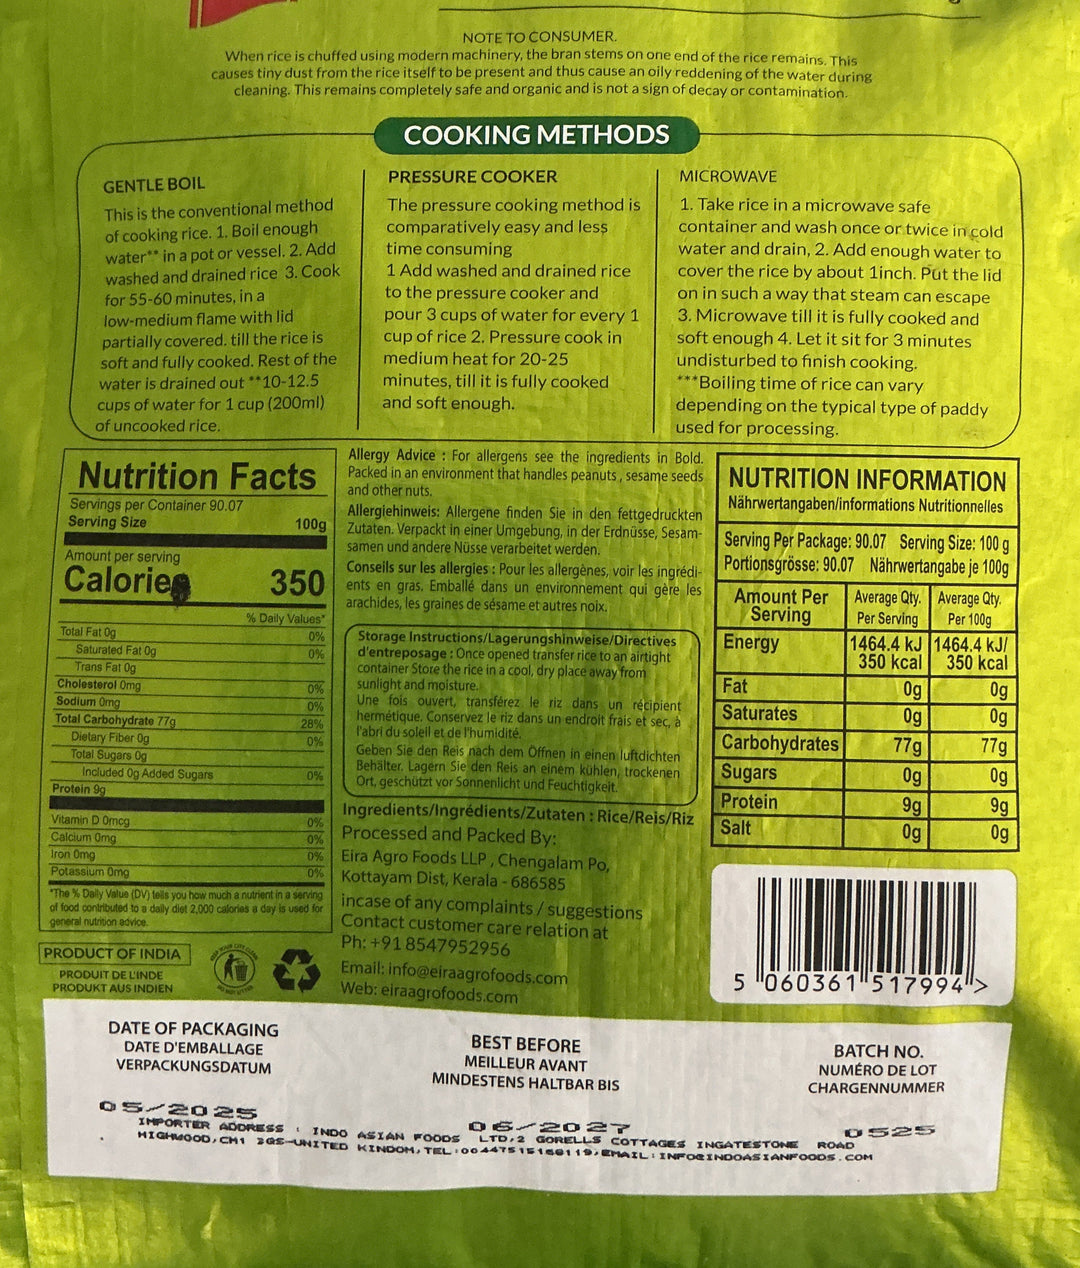 NOTE TO CONSUMER.
When rice is chuffed using modern machinery, the bran stems on one end of the rice remains. This
causes tiny dust from the rice itself to be present and thus cause an oily reddening of the water during
cleaning. This remains completely safe and organic and is not a sign of decay or contamination.
COOKING METHODS
GENTLE BOIL
This is the conventional method
of cooking rice. 1. Boil enough
water** in a pot or vessel. 2. Add
washed and drained rice 3. Cook
for 55-60 minutes, in a
low-medium flame with lid
partially covered. till the rice is
soft and fully cooked. Rest of the
water is drained out **10-12.5
cups of water for 1 cup (200ml)
of uncooked rice.
PRESSURE COOKER
The pressure cooking method is
comparatively easy and less
time consuming
1 Add washed and drained rice
to the pressure cooker and
pour 3 cups of water for every 1
cup of rice 2. Pressure cook in
medium heat for 20-25
minutes, till it is fully cooked
and soft enough.
MICROWAVE
1. Take rice in a microwave safe
container and wash once or twice in cold
water and drain, 2. Add enough water to
cover the rice by about 1inch. Put the lid
on in such a way that steam can escape
3. Microwave till it is fully cooked and
soft enough 4. Let it sit for 3 minutes
undisturbed to finish cooking.
***Boiling time of rice can vary
depending on the typical type of paddy
used for processing.
Nutrition Facts
Servings per Container 90.07
Serving Size 100g
Amount per serving
Calories 350
% Daily Values*
Total Fat 0g 0%
Saturated Fat 0g 0%
Trans Fat 0g
Cholesterol 0mg 0%
Sodium 0mg 0%
Total Carbohydrate 77g 28%
Dietary Fiber 0g 0%
Total Sugars 0g
Included 0g Added Sugars 0%
Protein 9g
Vitamin D 0mcg 0%
Calcium 0mg 0%
Iron 0mg 0%
Potassium 0mg 0%
*The % Daily Value (DV) tells you how much a nutrient in a serving
of food contributed to a daily diet 2,000 calories a day is used for
general nutrition advice.
PRODUCT OF INDIA
PRODUIT DE L'INDE
PRODUKT AUS INDIEN
Allergy Advice : For allergens see the ingredients in Bold.
Packed in an environment that handles peanuts , sesame seeds
and other nuts.
Allergiehinweis: Allergene finden Sie in den fettgedruckten
Zutaten. Verpackt in einer Umgebung, in der Erdnüsse, Sesam-
samen und andere Nüsse verarbeitet werden.
Conseils sur les allergies : Pour les allergènes, voir les ingrédi-
ents en gras. Emballé dans un environnement qui gère les
arachides, les graines de sésame et autres noix.
Storage Instructions/Lagerungshinweise/Directives
d'entreposage : Once opened transfer rice to an airtight
container Store the rice in a cool, dry place away from
sunlight and moisture.
Une fois ouvert, transférez le riz dans un récipient
hermétique. Conservez le riz dans un endroit frais et sec, à
l'abri du soleil et de l'humidité.
Geben Sie den Reis nach dem Öffnen in einen luftdichten
Behälter. Lagern Sie den Reis an einem kühlen, trockenen
Ort, geschützt vor Sonnenlicht und Feuchtigkeit.
Ingredients/Ingrédients/Zutaten : Rice/Reis/Riz
Processed and Packed By:
Eira Agro Foods LLP , Chengalam Po,
Kottayam Dist, Kerala - 686585
incase of any complaints / suggestions
Contact customer care relation at
Ph: +91 8547952956
Email: info@eiraagrofoods.com
Web: eiraagrofoods.com
NUTRITION INFORMATION
Nährwertangaben/informations Nutritionnelles
Serving Per Package: 90.07 Serving Size: 100 g
Portionsgrösse: 90.07 Nährwertangabe je 100g
Amount Per Serving Average Qty. Per Serving Average Qty. Per 100g
Energy 1464.4 kJ 350 kcal 1464.4 kJ/ 350 kcal
Fat 0g 0g
Saturates 0g 0g
Carbohydrates 77g 77g
Sugars 0g 0g
Protein 9g 9g
Salt 0g 0g
5 060361 517994 >
DATE OF PACKAGING
DATE D'EMBALLAGE
VERPACKUNGSDATUM
05/2025
BEST BEFORE
MEILLEUR AVANT
MINDESTENS HALTBAR BIS
06/2027
BATCH NO.
NUMÉRO DE LOT
CHARGENNUMMER
0525
IMPORTER ADDRESS : INDO ASIAN FOODS LTD,2 GORELLS COTTAGES INGATESTONE ROAD
HIGHWOOD, CM1 3QS-UNITED KINDOM, TEL: EMAIL: INFO@INDOASIANFOODS.COM